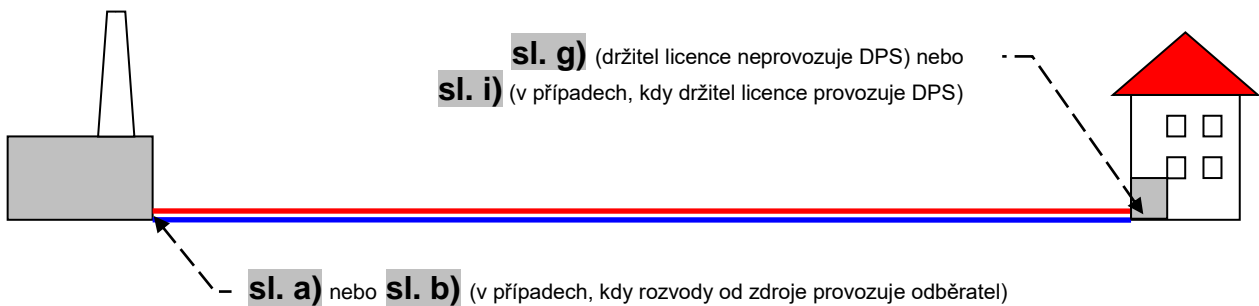 sl. g) (držitel licence neprovozuje DPS) nebo
sl. i) (v případech, kdy držitel licence provozuje DPS)
sl. a) nebo sl. b) (v případech, kdy rozvody od zdroje provozuje odběratel)